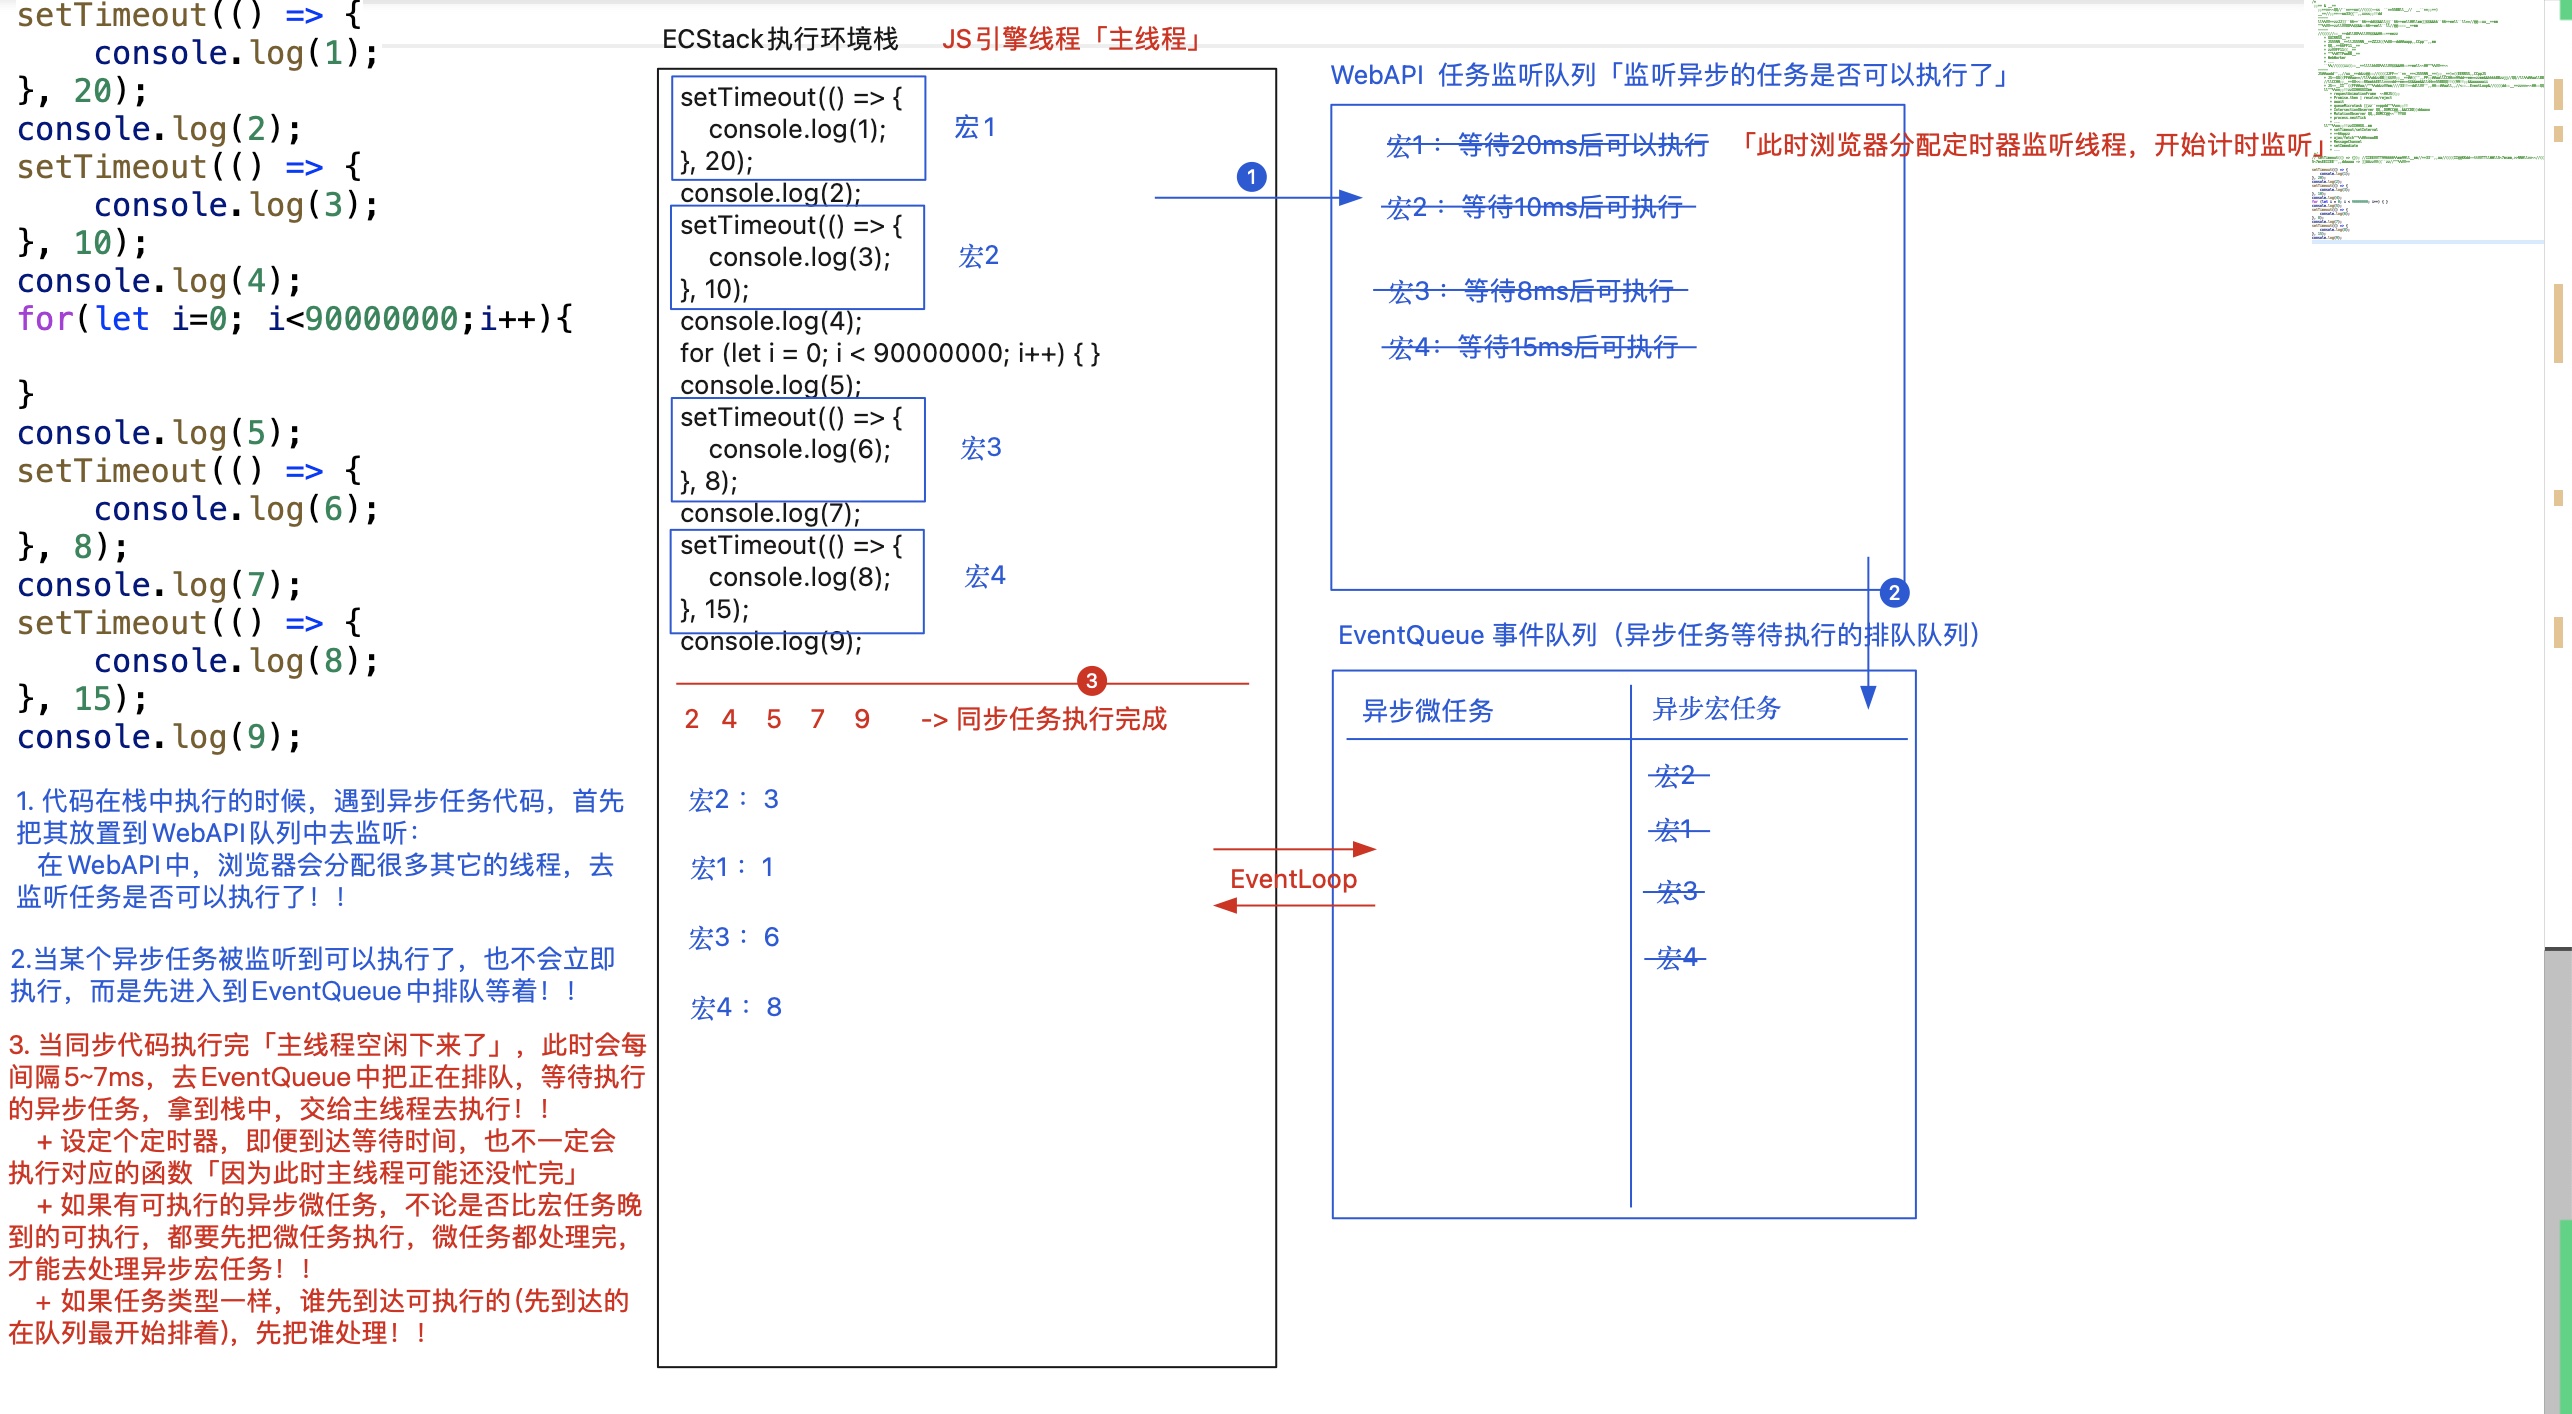 setTimeout(() => {
    console.log(1);
}, 20);
console.log(2);
setTimeout(() => {
    console.log(3);
}, 10);
console.log(4);
for(let i=0; i<90000000;i++){
}
console.log(5);
setTimeout(() => {
    console.log(6);
}, 8);
console.log(7);
setTimeout(() => {
    console.log(8);
}, 15);
console.log(9);
1. 代码在栈中执行的时候，遇到异步任务代码，首先
把其放置到WebAPI队列中去监听：
在WebAPI中，浏览器会分配很多其它的线程，去
监听任务是否可以执行了！！
2.当某个异步任务被监听到可以执行了，也不会立即
执行，而是先进入到EventQueue中排队等着！！
3. 当同步代码执行完「主线程空闲下来了」，此时会每
间隔5~7ms，去EventQueue中把正在排队，等待执行
的异步任务，拿到栈中，交给主线程去执行！！
+ 设定个定时器，即便到达等待时间，也不一定会
执行对应的函数「因为此时主线程可能还没忙完」
+ 如果有可执行的异步微任务，不论是否比宏任务晚
到的可执行，都要先把微任务执行，微任务都处理完，
才能去处理异步宏任务！！
+ 如果任务类型一样，谁先到达可执行的(先到达的
在队列最开始排着)，先把谁处理！！
ECStack执行环境栈 JS引擎线程「主线程」
setTimeout(() => {
    console.log(1);
}, 20);
宏1
console.log(2);
setTimeout(() => {
    console.log(3);
}, 10);
宏2
console.log(4);
for (let i = 0; i < 90000000; i++) { }
console.log(5);
setTimeout(() => {
    console.log(6);
}, 8);
宏3
console.log(7);
setTimeout(() => {
    console.log(8);
}, 15);
宏4
console.log(9);
3
2 4 5 7 9 -> 同步任务执行完成
宏2： 3
宏1： 1
宏3： 6
宏4： 8
1
EventLoop
WebAPI 任务监听队列「监听异步的任务是否可以执行了」
宏1： 等待20ms后可以执行 「此时浏览器分配定时器监听线程，开始计时监听」
宏2： 等待10ms后可执行
宏3： 等待8ms后可执行
宏4： 等待15ms后可执行
2
EventQueue 事件队列（异步任务等待执行的排队队列）
异步微任务 异步宏任务
宏2
宏1
宏3
宏4